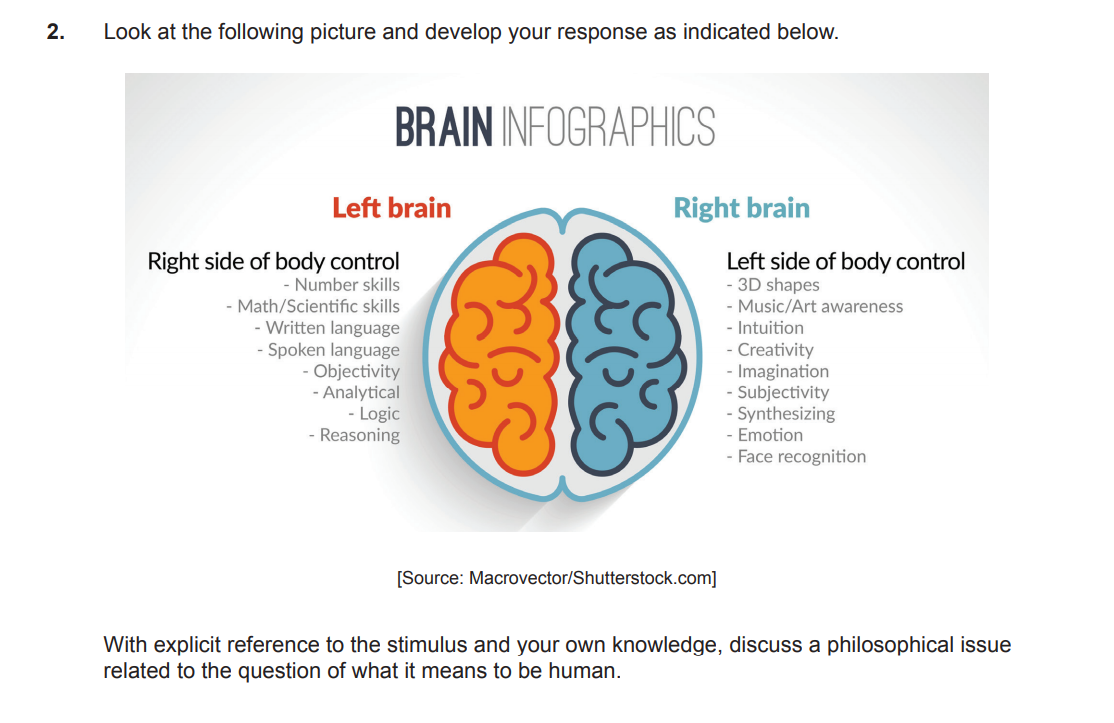 2. Look at the following picture and develop your response as indicated below.
BRAIN INFOGRAPHICS
Left brain
Right side of body control
- Number skills
- Math/Scientific skills
- Written language
- Spoken language
- Objectivity
- Analytical
- Logic
- Reasoning
Right brain
Left side of body control
- 3D shapes
- Music/Art awareness
- Intuition
- Creativity
- Imagination
- Subjectivity
- Synthesizing
- Emotion
- Face recognition
[Source: Macrovector/Shutterstock.com]
With explicit reference to the stimulus and your own knowledge, discuss a philosophical issue
related to the question of what it means to be human.